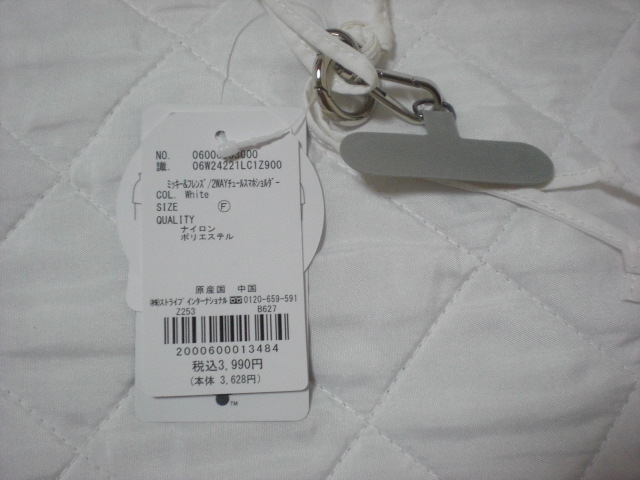 NO.
識. 06W24221LC1Z900
ミッキー&フレンズ/2WAYチュールスマホショルダー
COL. White
SIZE Ⓕ
QUALITY
ナイロン
ポリエステル
原産国 中国
㈱ストライプインターナショナル 0120-659-591
Z253 B627
2000600013484
税込3,990円
(本体 3,628円)
TM